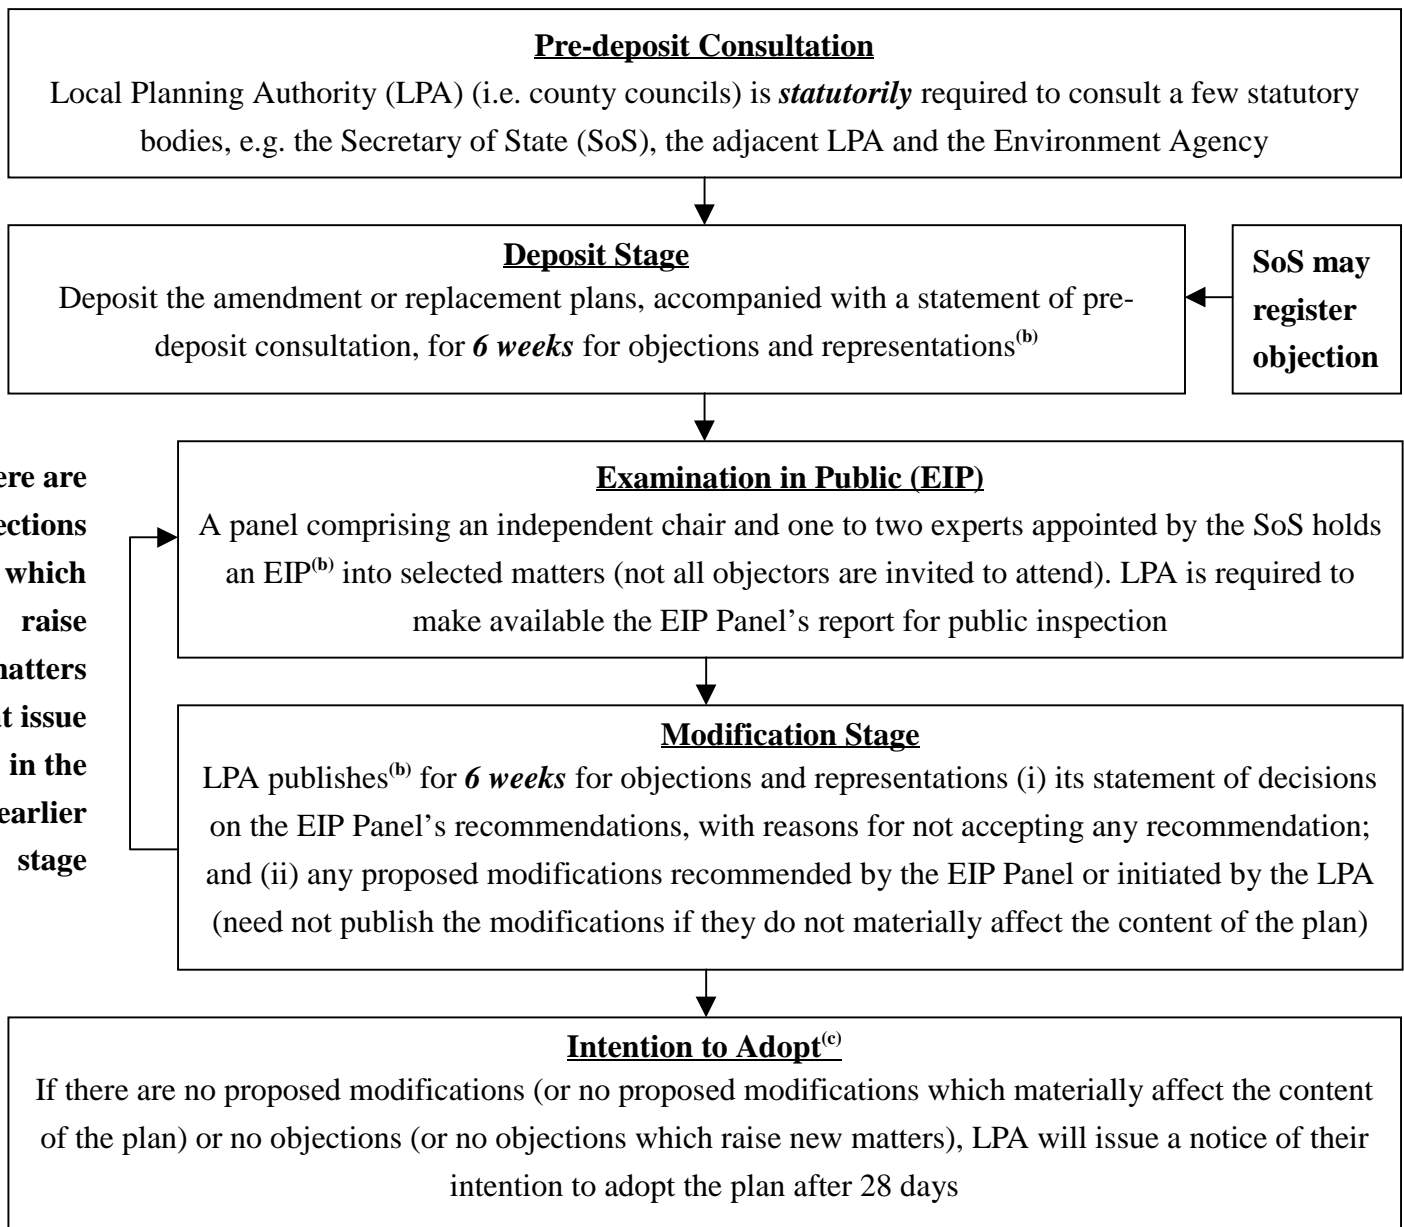 Pre-deposit Consultation
Local Planning Authority (LPA) (i.e. county councils) is statutorily required to consult a few statutory
bodies, e.g. the Secretary of State (SoS), the adjacent LPA and the Environment Agency
Deposit Stage
Deposit the amendment or replacement plans, accompanied with a statement of pre-
deposit consultation, for 6 weeks for objections and representations(b)
SoS may
register
objection
ere are
ections
which
raise
natters
t issue
in the
earlier
stage
Examination in Public (EIP)
A panel comprising an independent chair and one to two experts appointed by the SoS holds
an EIP(b) into selected matters (not all objectors are invited to attend). LPA is required to
make available the EIP Panel's report for public inspection
Modification Stage
LPA publishes(b) for 6 weeks for objections and representations (i) its statement of decisions
on the EIP Panel's recommendations, with reasons for not accepting any recommendation;
and (ii) any proposed modifications recommended by the EIP Panel or initiated by the LPA
(need not publish the modifications if they do not materially affect the content of the plan)
Intention to Adopt(c)
If there are no proposed modifications (or no proposed modifications which materially affect the content
of the plan) or no objections (or no objections which raise new matters), LPA will issue a notice of their
intention to adopt the plan after 28 days